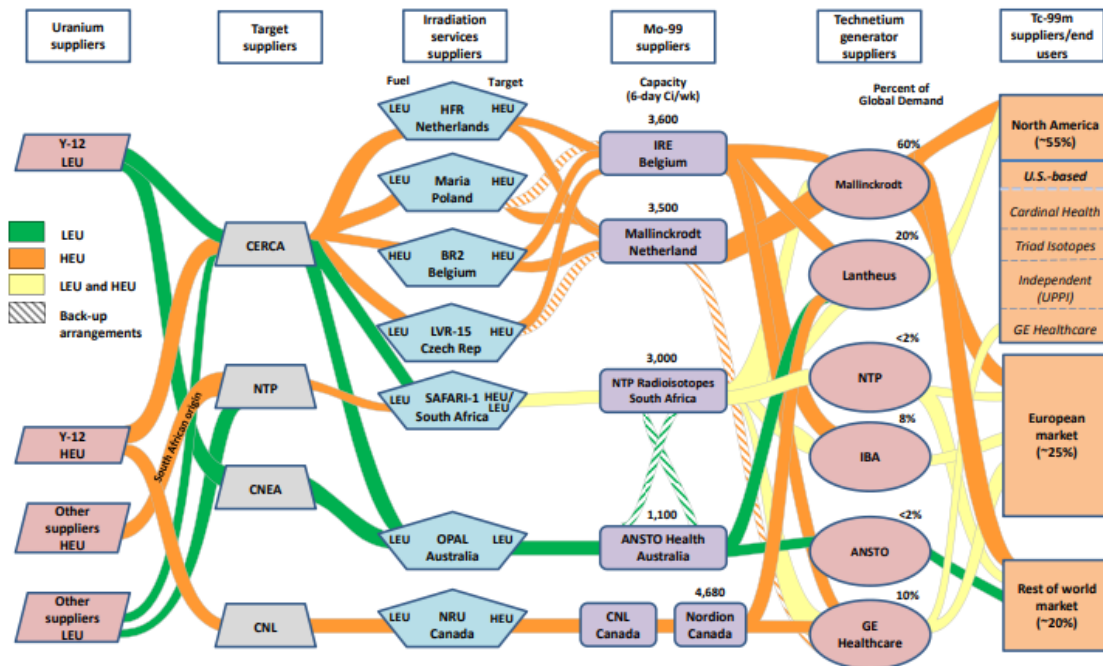 Uranium
suppliers
Target
suppliers
Irradiation
services
suppliers
Mo-99
suppliers
Technetium
generator
suppliers
Tc-99m
suppliers/end
users
Fuel
Target
Capacity
(6-day Ci/wk)
Percent of
Global Demand
Y-12
LEU
LEU
HEU
LEU and HEU
Back-up
arrangements
Y-12
HEU
Other
suppliers
HEU
Other
suppliers
LEU
South African origin
CERCA
NTP
CNEA
CNL
LEU
HEU
HFR
Netherlands
LEU
HEU
Maria
Poland
HEU
HEU
BR2
Belgium
LEU
HEU
LVR-15
Czech Rep
LEU
HEU/
LEU
SAFARI-1
South Africa
LEU
LEU
OPAL
Australia
LEU
HEU
NRU
Canada
3,600
IRE
Belgium
3,500
Mallinckrodt
Netherland
3,000
NTP Radioisotopes
South Africa
1,100
ANSTO Health
Australia
CNL
Canada
4,680
Nordion
Canada
60%
Mallinckrodt
20%
Lantheus
<2%
NTP
8%
IBA
<2%
ANSTO
10%
GE
Healthcare
North America
(~55%)
U.S.-based
Cardinal Health
Triad Isotopes
Independent
(UPPI)
GE Healthcare
European
market
(~25%)
Rest of world
market
(~20%)